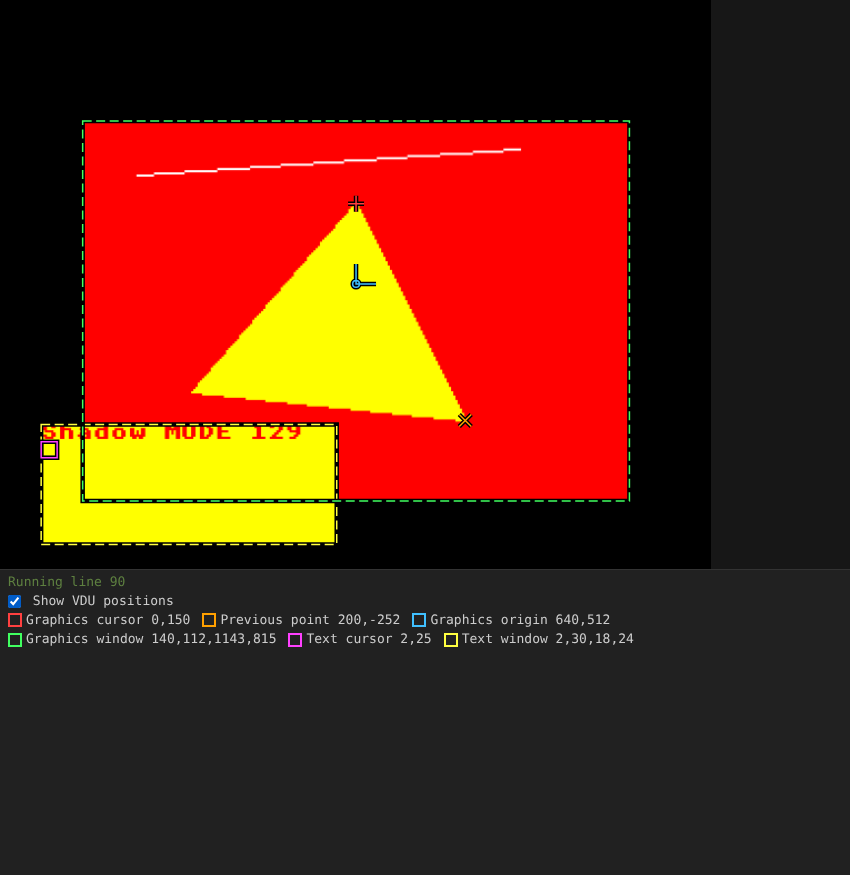 Shadow MODE 129
Running line 90
Show VDU positions
Graphics cursor 0,150 Previous point 200,-252 Graphics origin 640,512
Graphics window 140,112,1143,815 Text cursor 2,25 Text window 2,30,18,24